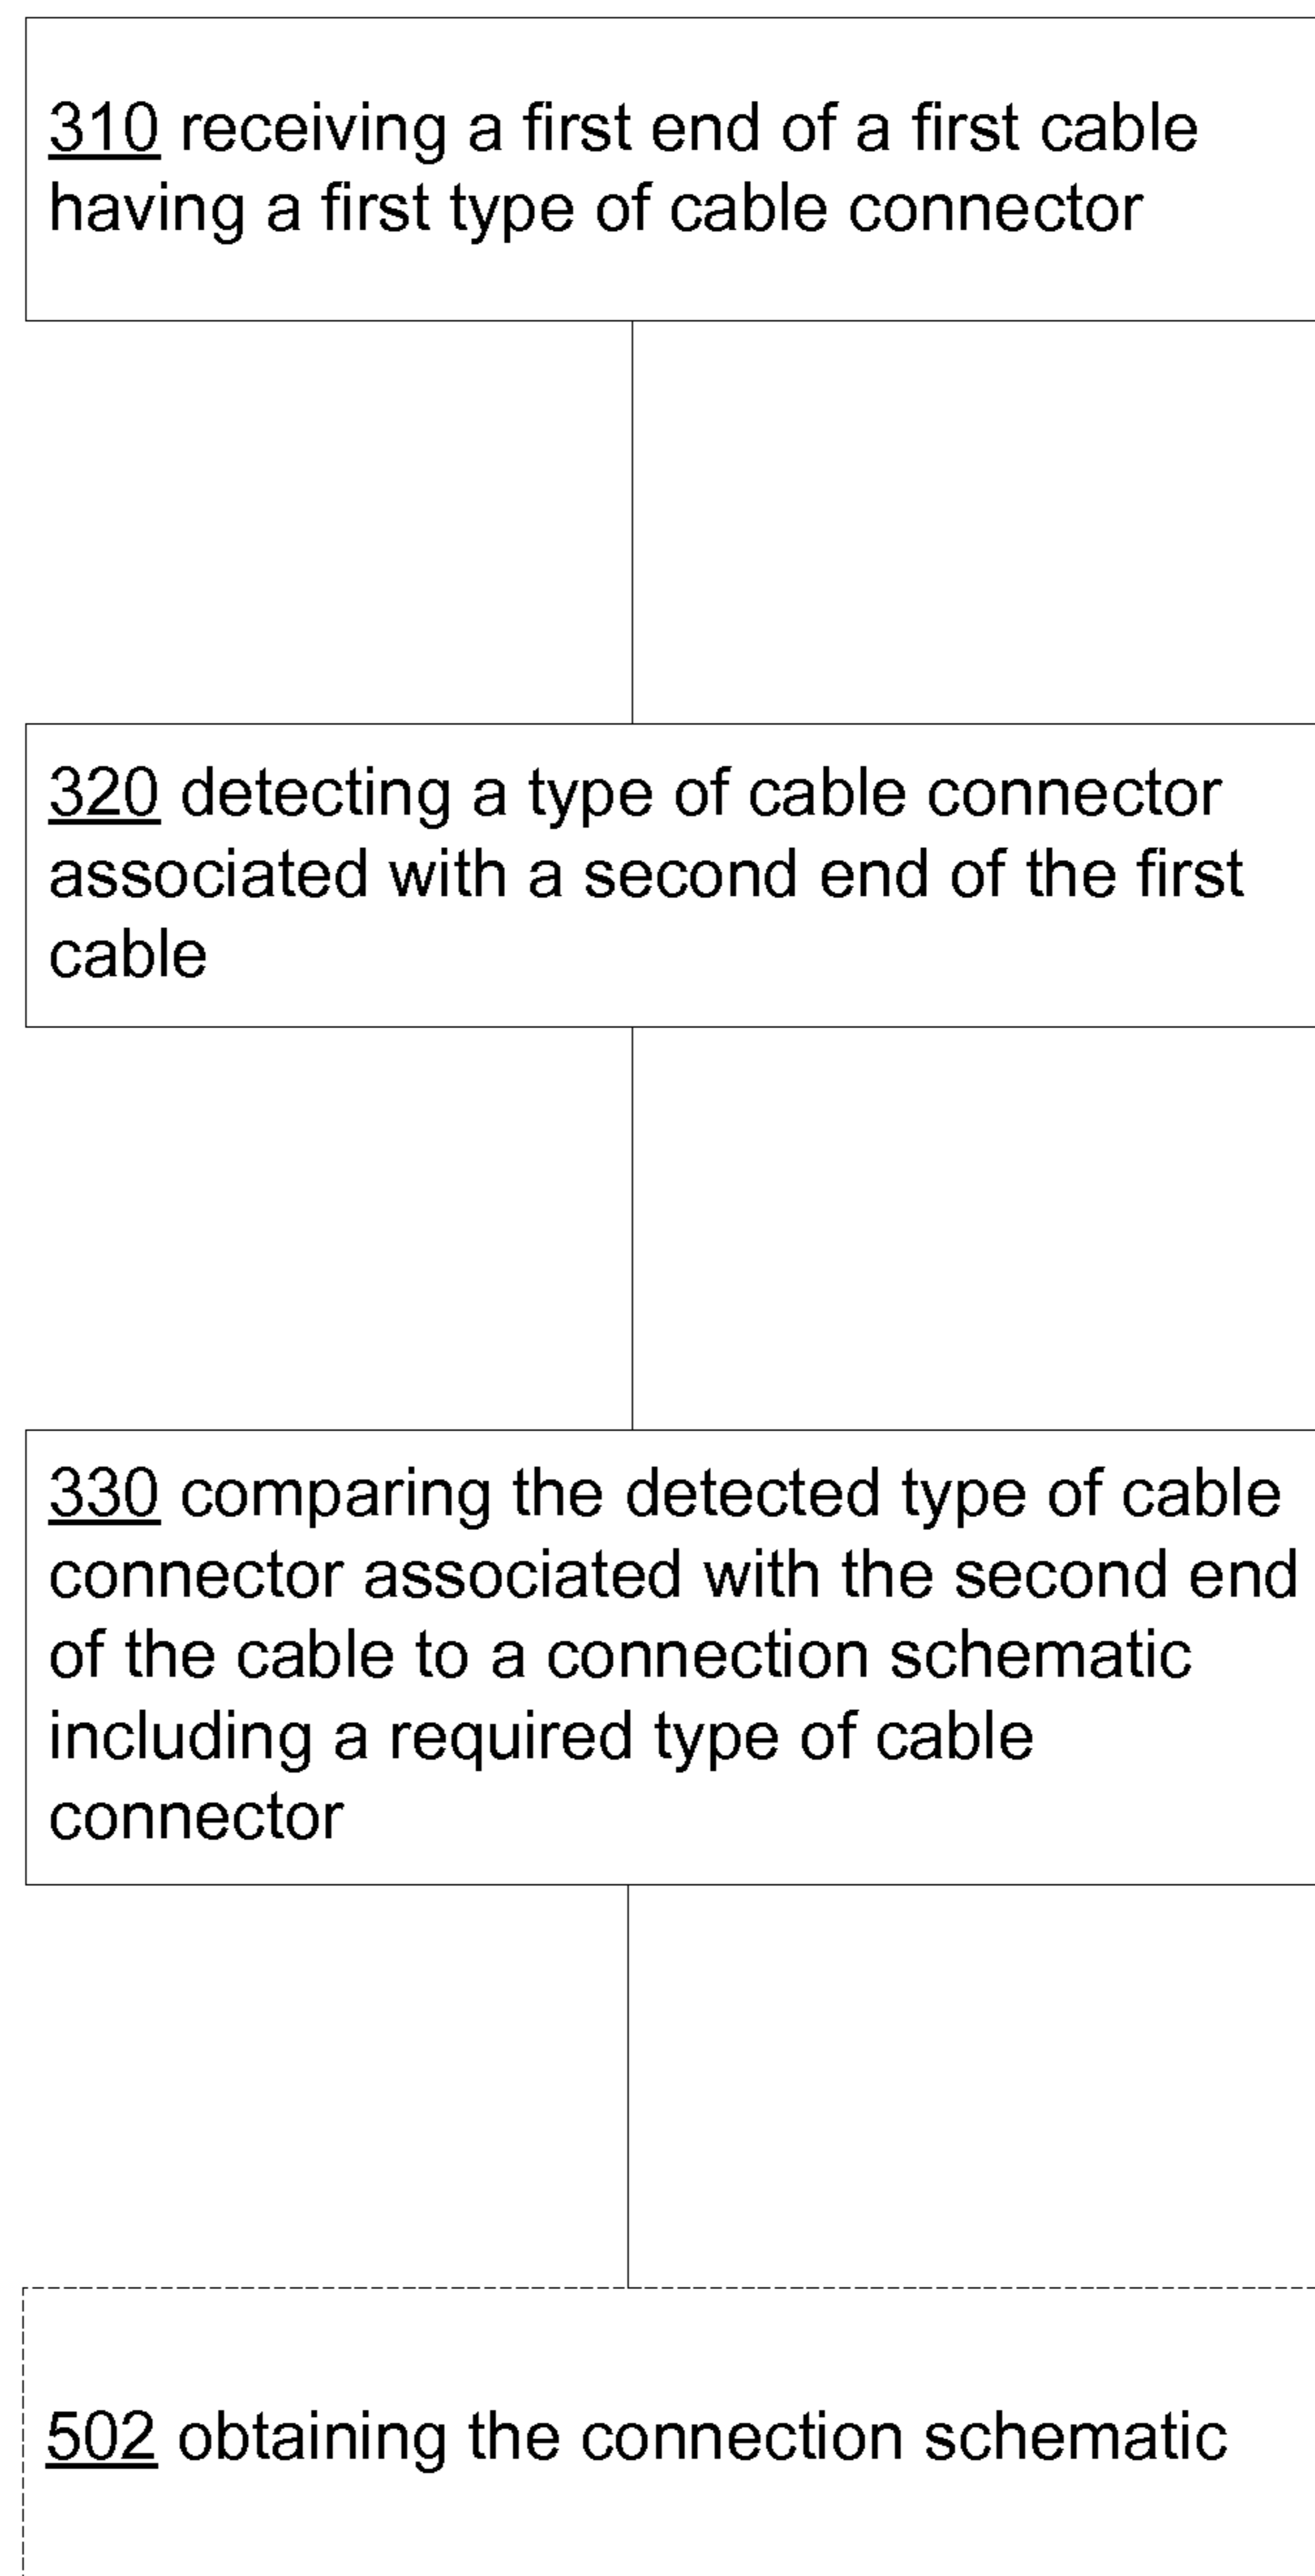 310 receiving a first end of a first cable
having a first type of cable connector
320 detecting a type of cable connector
associated with a second end of the first
cable
330 comparing the detected type of cable
connector associated with the second end
of the cable to a connection schematic
including a required type of cable
connector
502 obtaining the connection schematic